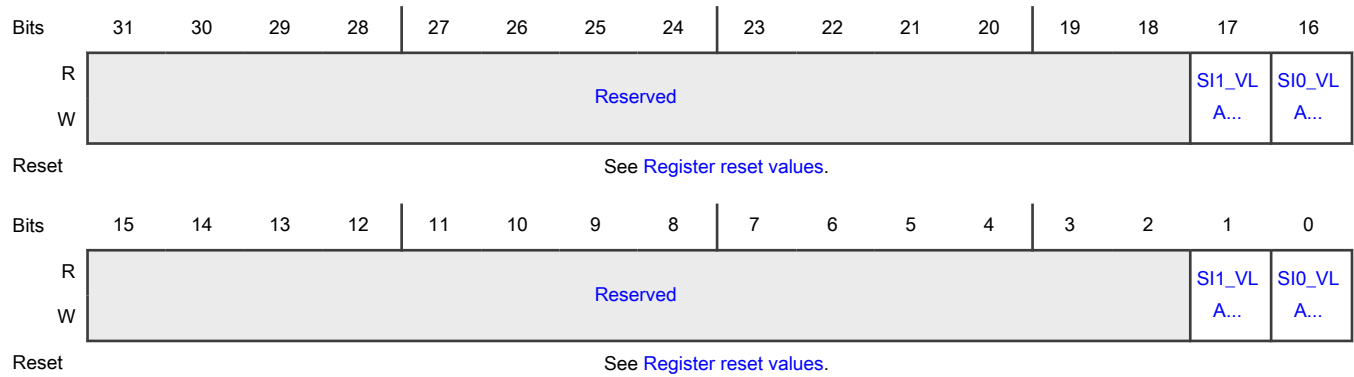 Bits 31 30 29 28 27 26 25 24 23 22 21 20 19 18 17 16
R
Reserved
SI1_VL SI0_VL
A... A...
W
Reset See Register reset values.
Bits 15 14 13 12 11 10 9 8 7 6 5 4 3 2 1 0
R
Reserved
SI1_VL SI0_VL
A... A...
W
Reset See Register reset values.